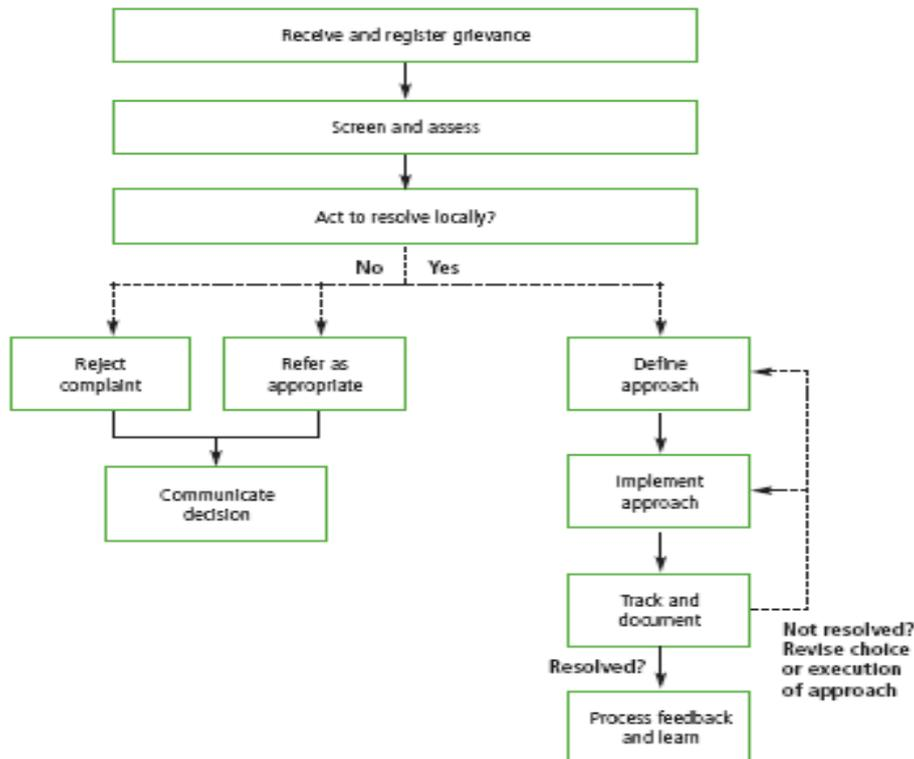 Receive and register grievance
Screen and assess
Act to resolve locally?
No
Yes
Reject
complaint
Refer as
appropriate
Define
approach
Communicate
decision
Implement
approach
Track and
document
Not resolved?
Revise choice
or execution
of approach
Resolved?
Process feedback
and learn